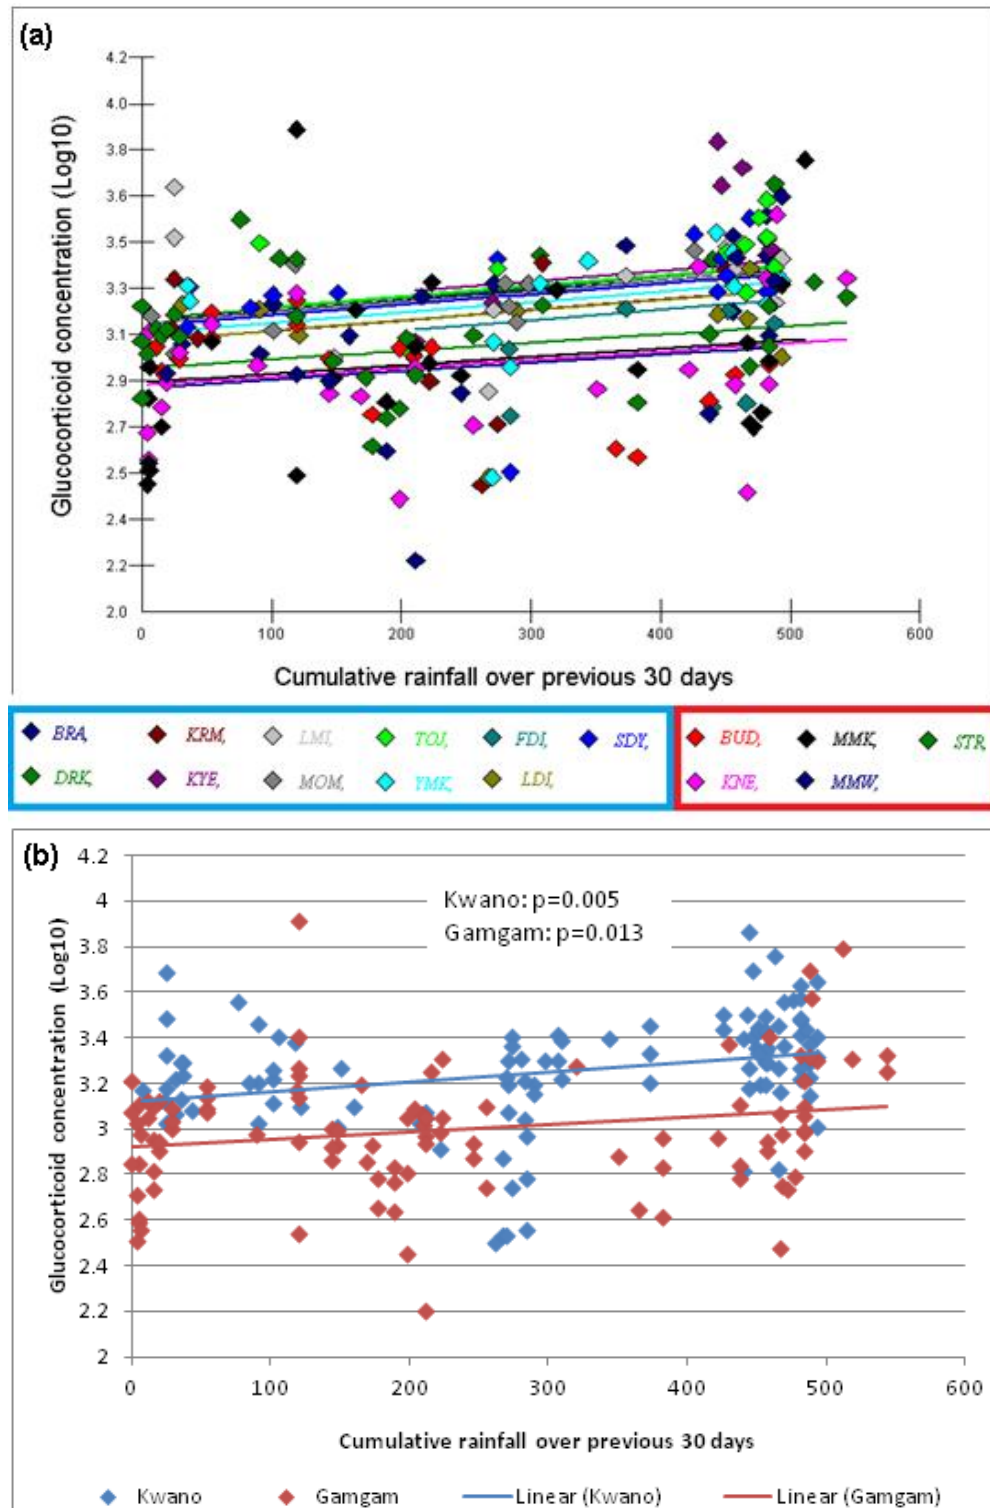 (a)
Glucocorticoid concentration (Log10)
4.2
4.0
3.8
3.6
3.5
3.3
3.1
2.9
2.7
2.5
2.4
2.2
2.0
0 100 200 300 400 500 600
Cumulative rainfall over previous 30 days
BRA, KRM, LMI, TOJ, FDI, SDY, BUD, MMK, STR,
DRK, KYE, MOM, YMK, LDI, KNE, MMW,
(b)
Glucocorticoid concentration (Log10)
4.2
4
3.8
3.6
3.4
3.2
3
2.8
2.6
2.4
2.2
2
Kwano: p=0.005
Gamgam: p=0.013
0 100 200 300 400 500 600
Cumulative rainfall over previous 30 days
Kwano Gamgam Linear (Kwano) Linear (Gamgam)